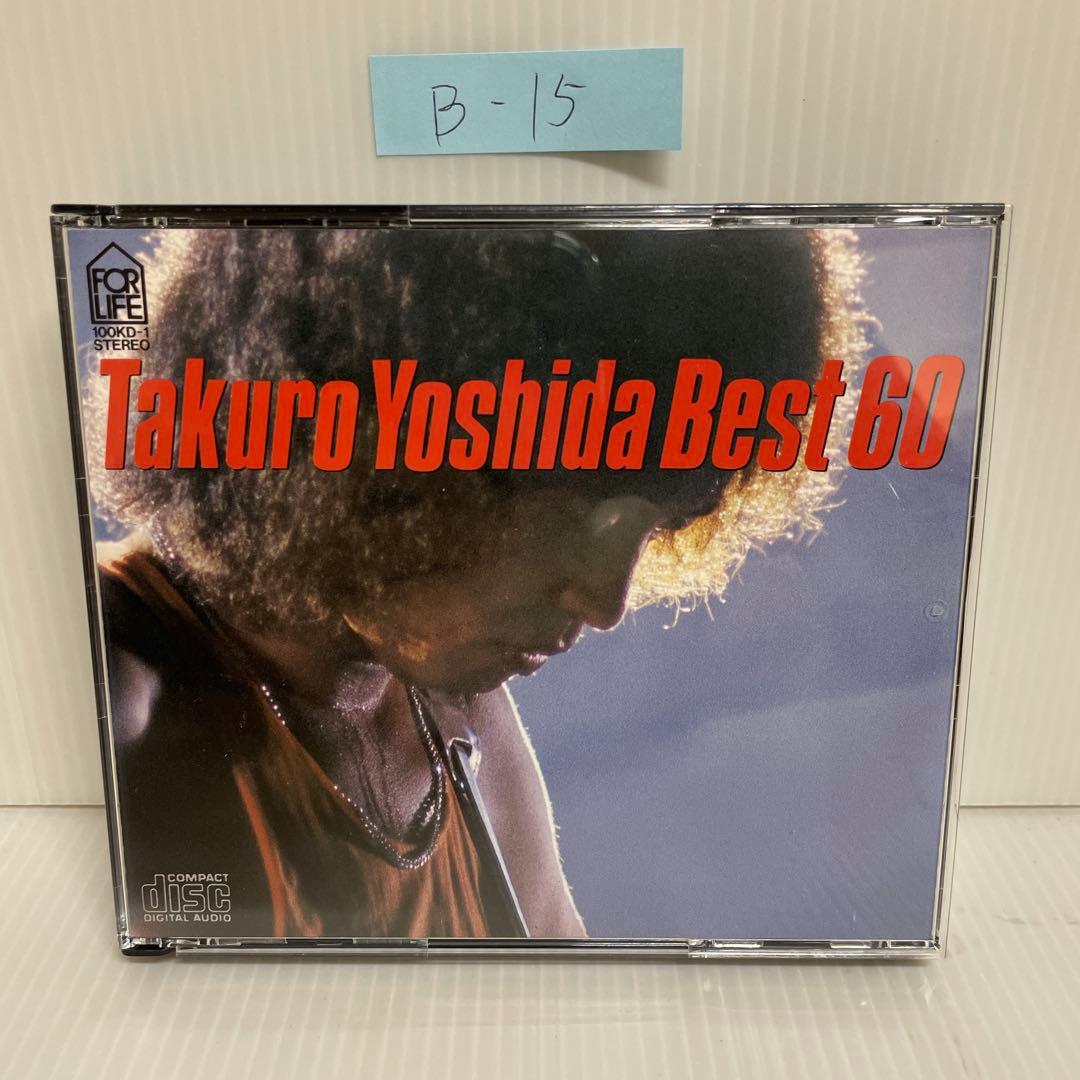 B-15
FOR
LIFE
100KD-1
STEREO
Takuro Yoshida Best 60
COMPACT
disc
DIGITAL AUDIO